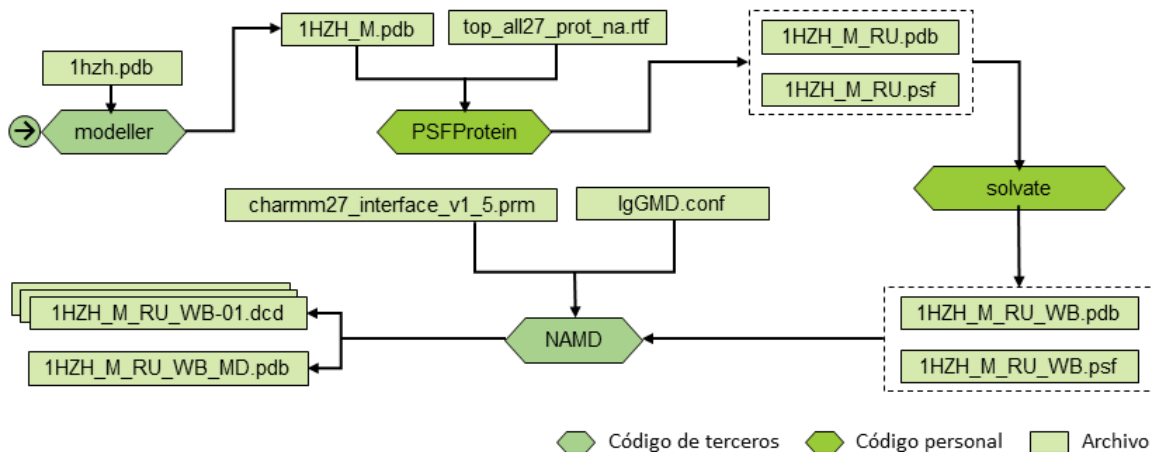 1HZH_M.pdb
top_all27_prot_na.rtf
1HZH_M_RU.pdb
1hzh.pdb
1HZH_M_RU.psf
modeller
PSFProtein
solvate
charmm27_interface_v1_5.prm
IgGMD.conf
1HZH_M_RU_WB-01.dcd
1HZH_M_RU_WB.pdb
NAMD
1HZH_M_RU_WB_MD.pdb
1HZH_M_RU_WB.psf
Código de terceros
Código personal
Archivo